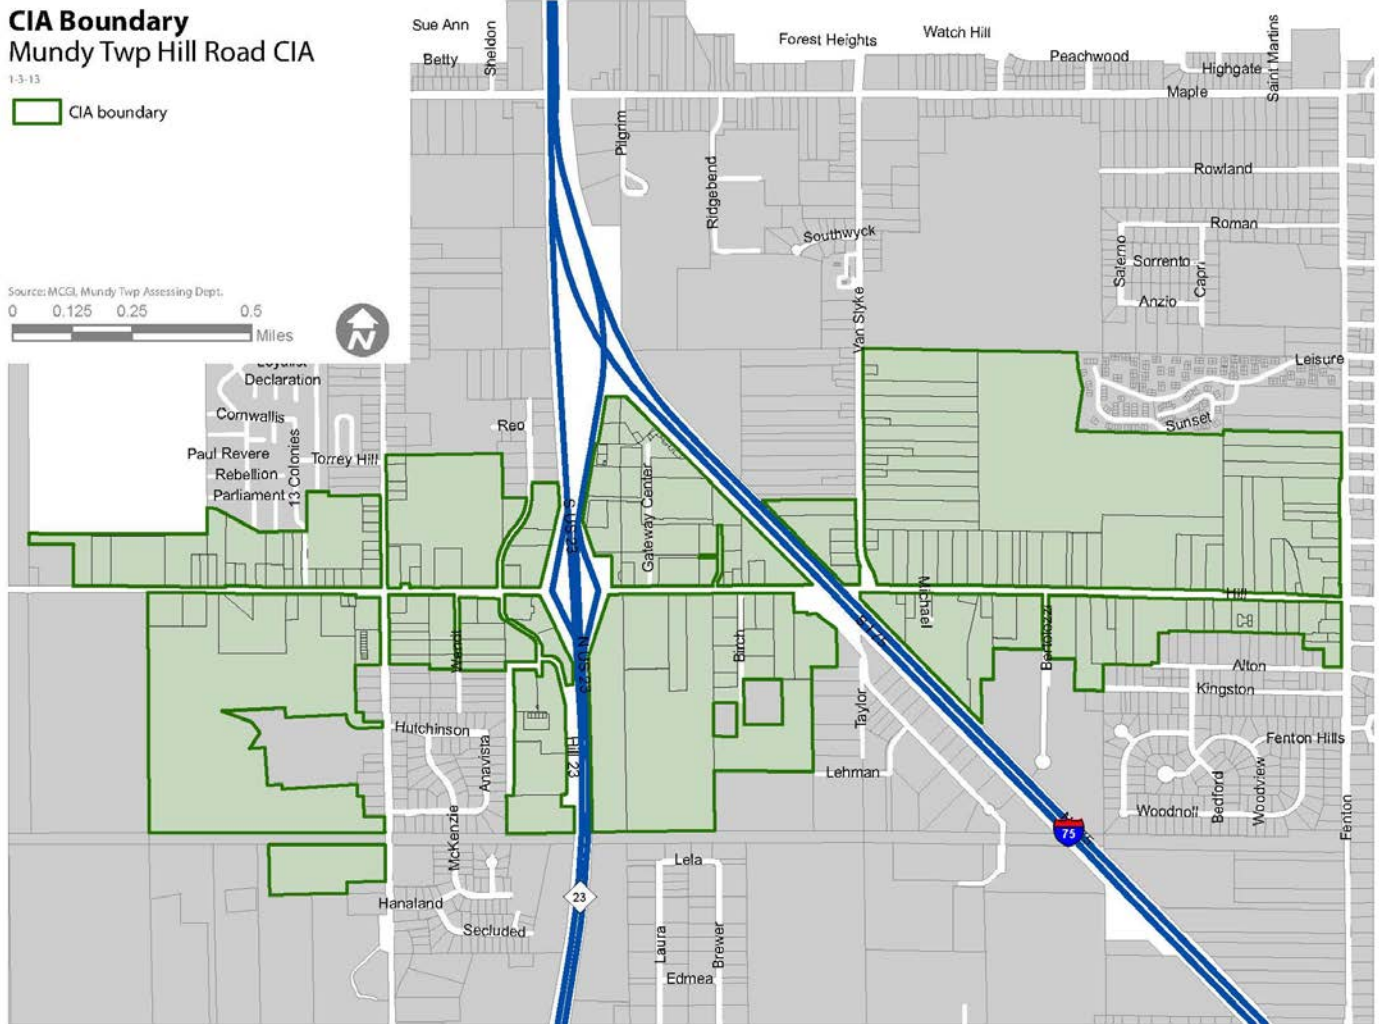 CIA Boundary
Mundy Twp Hill Road CIA
1-3-13
CIA boundary
Source: MCGI, Mundy Twp Assessing Dept.
0 0.125 0.25 0.5
Miles
N
Sue Ann
Betty
Sheldon
Forest Heights
Watch Hill
Peachwood
Highgate
Saint Martins
Maple
Pilgrim
Ridgebend
Rowland
Roman
Southwyck
Salerno
Sorrento
Capri
Anzio
Van Slyke
Leisure
Sunset
Declaration
Cornwallis
Paul Revere
13 Colonies
Torrey Hill
Rebellion
Parliament
Reo
S US 23
Gateway Center
Hill
Michael
S I 75
Wendt
N US 23
Birch
Bertolozzi
Alton
Kingston
Taylor
Hutchinson
Anavista
Hill 23
Lehman
Fenton Hills
Bedford
Woodview
Woodnoll
Fenton
McKenzie
75
Lela
23
Hanaland
Secluded
Laura
Brewer
Edmea